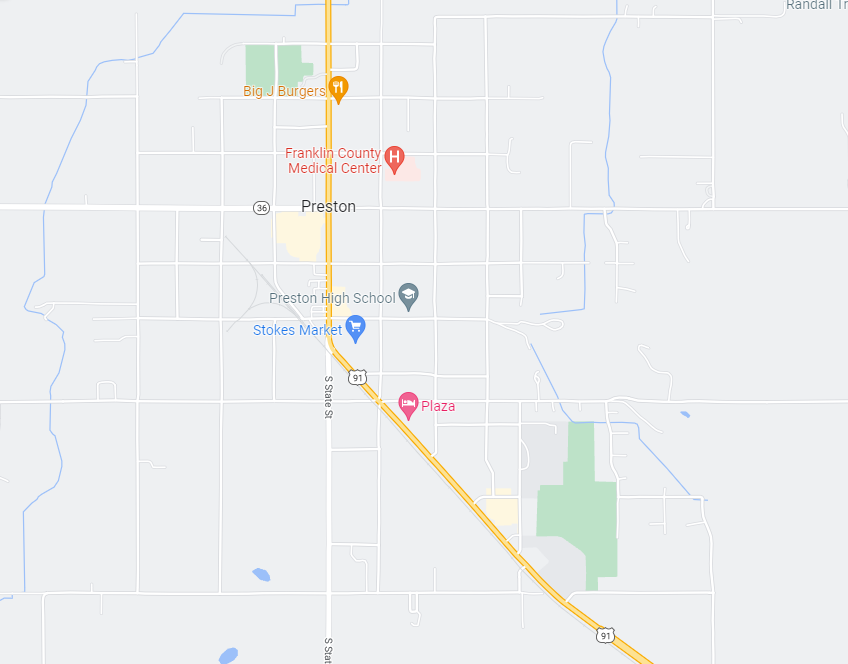 Randall Tr
Big J Burgers
Franklin County
Medical Center
36
Preston
Preston High School
Stokes Market
91
S State St
Plaza
91
S Stat